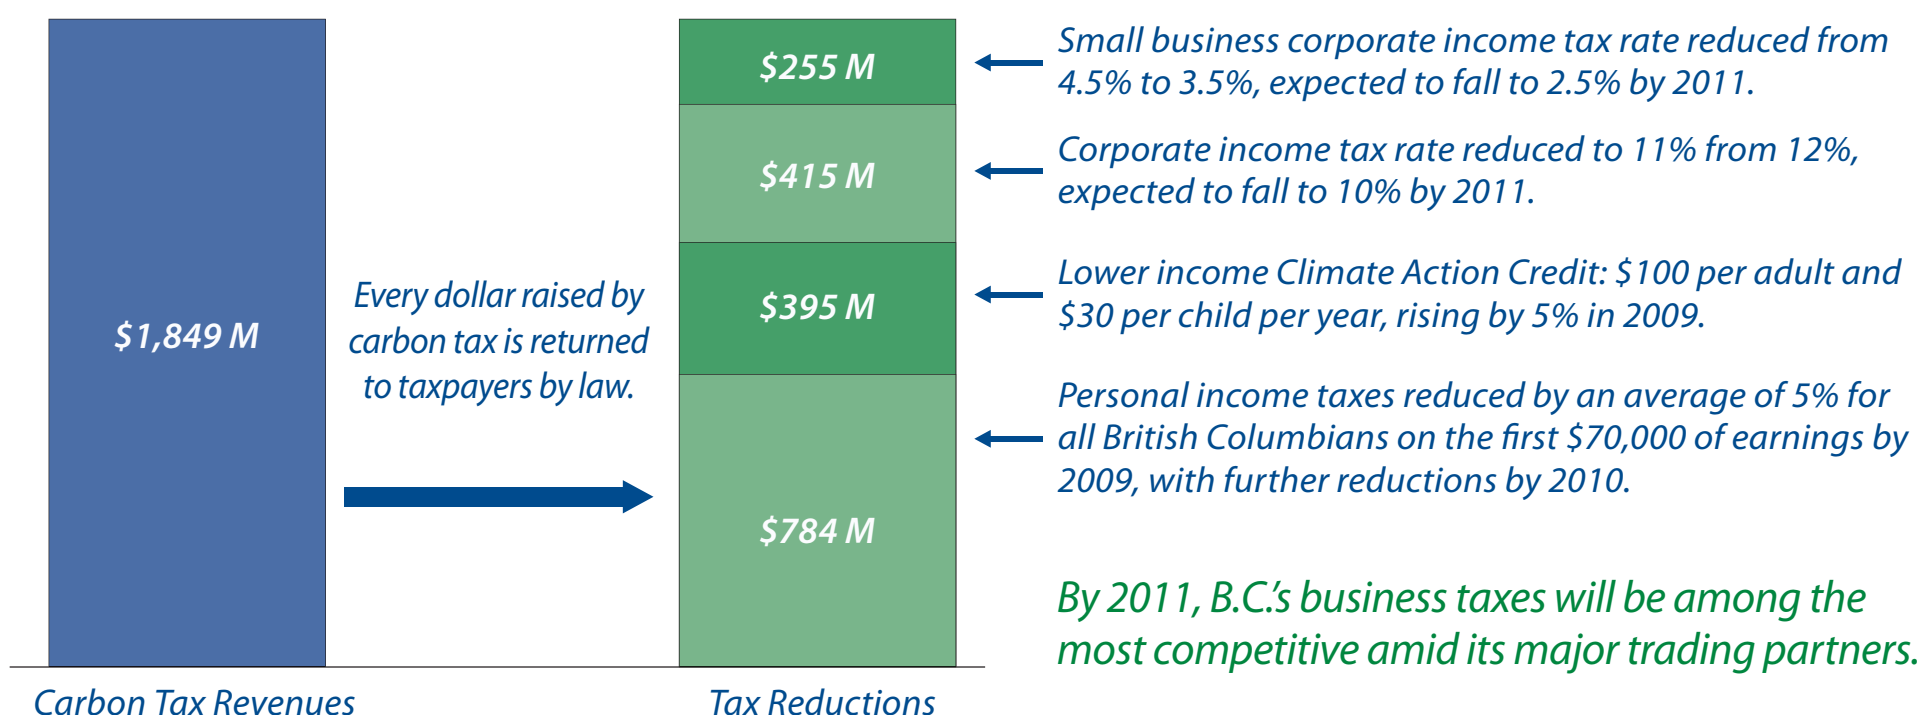 $1,849 M
Carbon Tax Revenues
Every dollar raised by
carbon tax is returned
to taxpayers by law.
$255 M
$415 M
$395 M
$784 M
Tax Reductions
Small business corporate income tax rate reduced from
4.5% to 3.5%, expected to fall to 2.5% by 2011.
Corporate income tax rate reduced to 11% from 12%,
expected to fall to 10% by 2011.
Lower income Climate Action Credit: $100 per adult and
$30 per child per year, rising by 5% in 2009.
Personal income taxes reduced by an average of 5% for
all British Columbians on the first $70,000 of earnings by
2009, with further reductions by 2010.
By 2011, B.C.'s business taxes will be among the
most competitive amid its major trading partners.